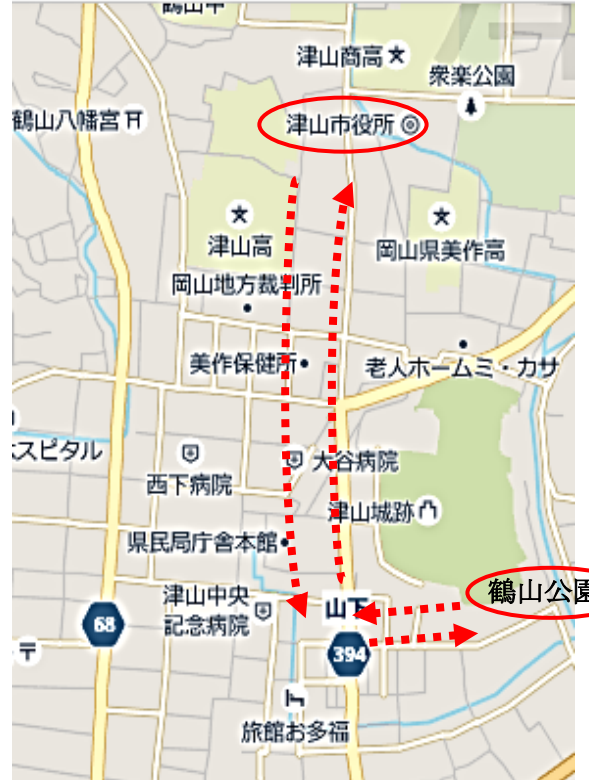 鶴山中
津山商高
衆楽公園
鶴山八幡宮
津山市役所
津山高
岡山県美作高
岡山地方裁判所
美作保健所
老人ホームミ・カサ
スピタル
大谷病院
西下病院
津山城跡
県民局庁舎本館
鶴山公園
津山中央
記念病院
山下
68
394
旅館お多福